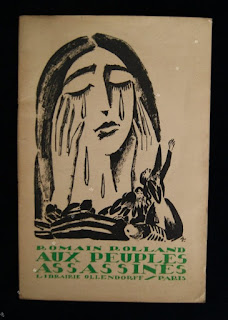 ROMAIN ROLLAND
AUX PEUPLES
ASSASSINÉS
LIBRAIRIE OLLENDORFF / PARIS